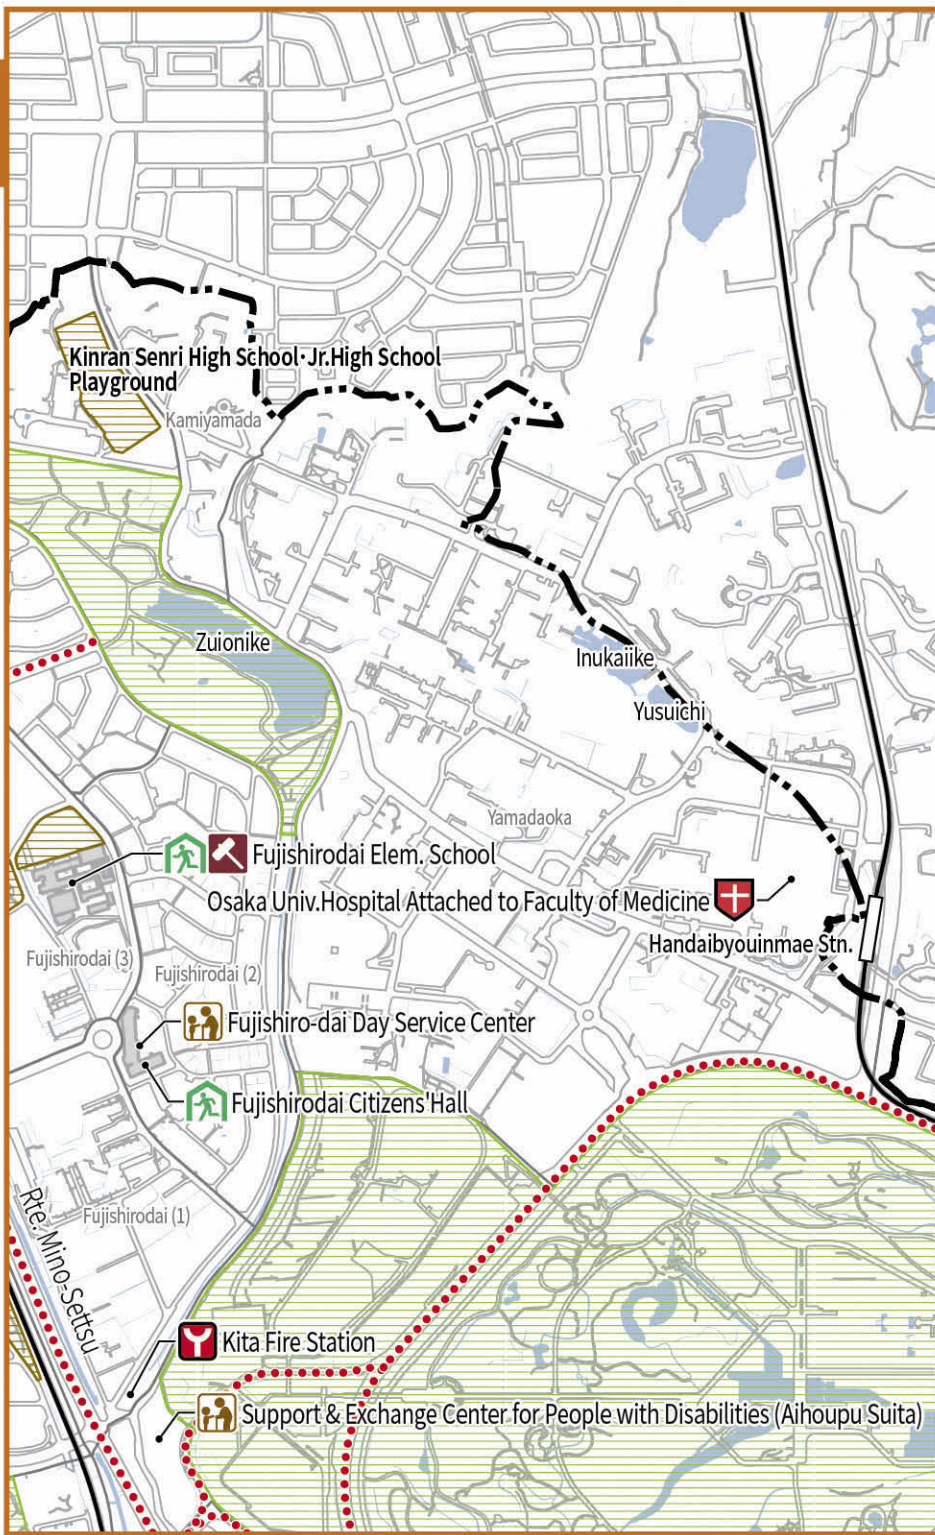 Kinran Senri High School·Jr.High School
Playground
Kamiyamada
Zuionike
Inukaiike
Yusuichi
Yamadaoka
Fujishirodai Elem. School
Osaka Univ.Hospital Attached to Faculty of Medicine
Handaibyouinmae Stn.
Fujishirodai (3)
Fujishirodai (2)
Fujishiro-dai Day Service Center
Fujishirodai Citizens'Hall
Fujishirodai (1)
Rte. Mino-Settsu
Kita Fire Station
Support & Exchange Center for People with Disabilities (Aihoupu Suita)